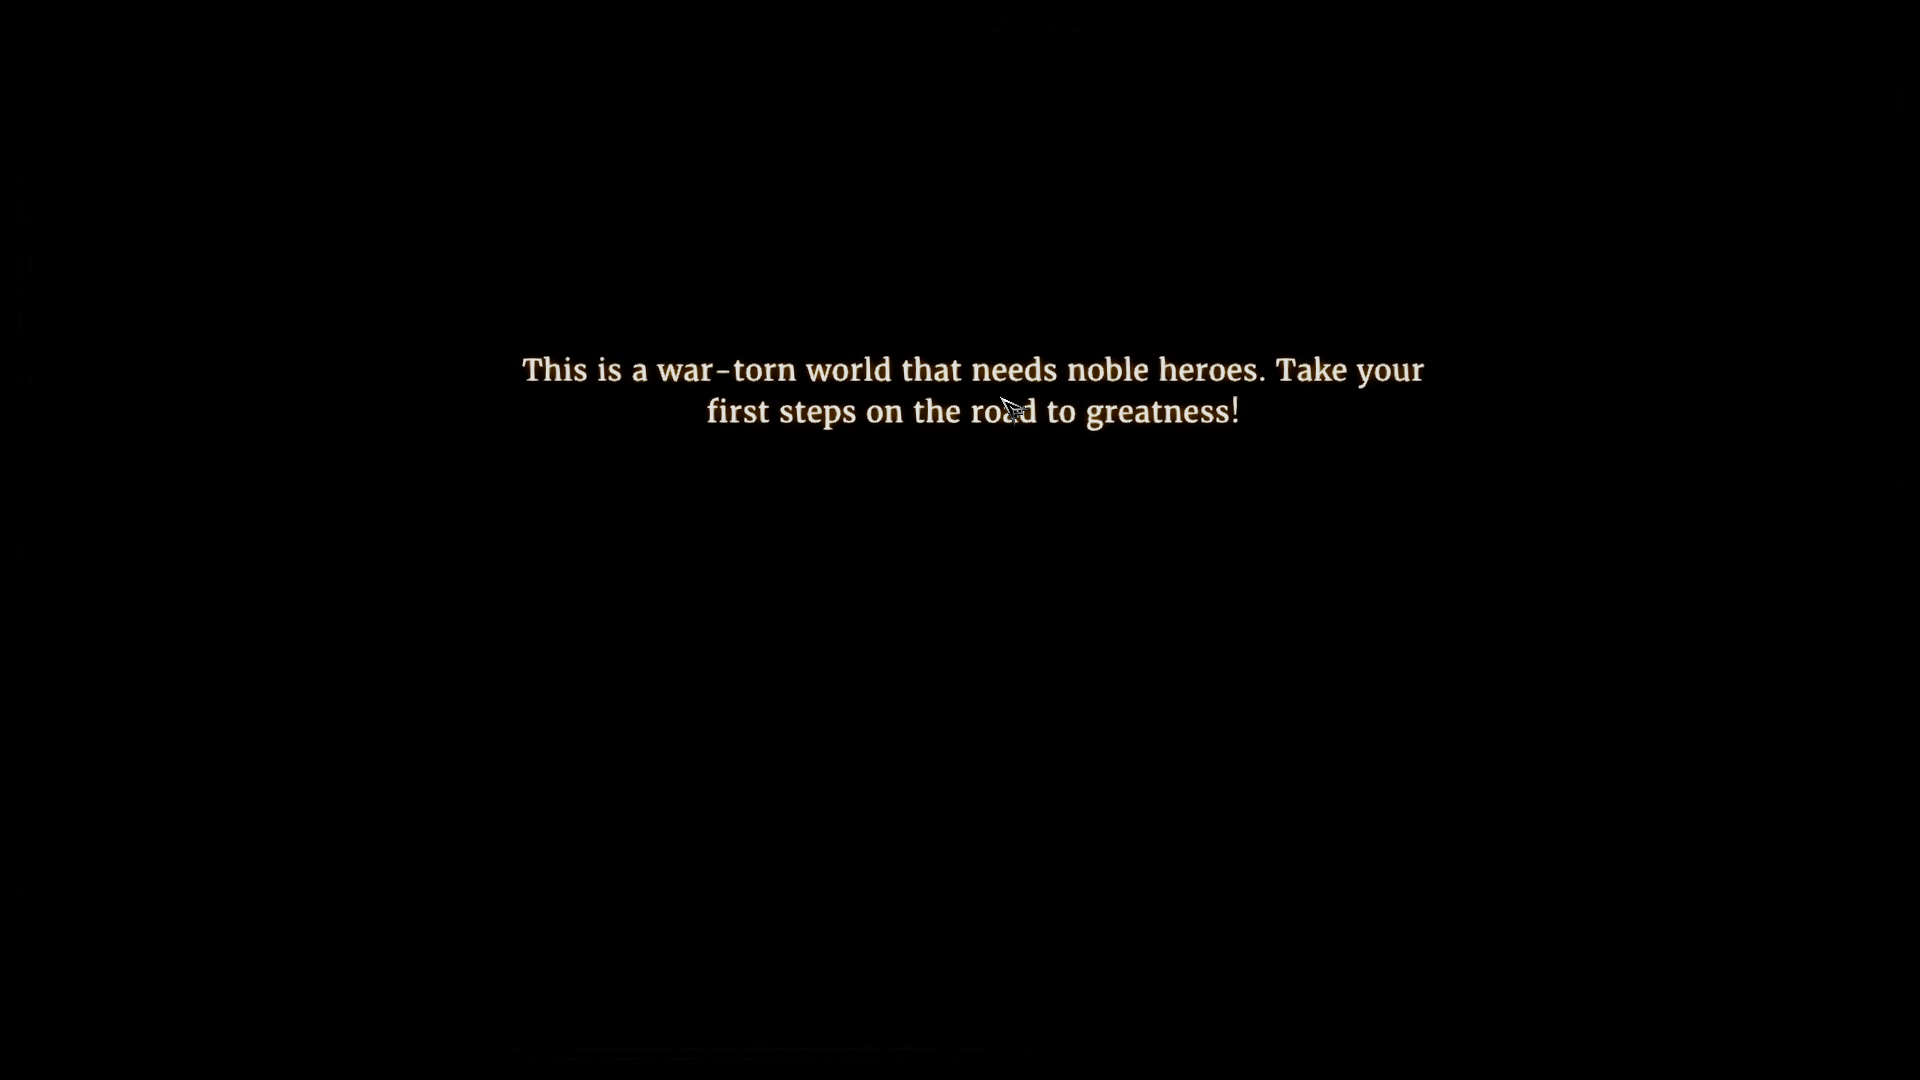 This is a war-torn world that needs noble heroes. Take your
first steps on the road to greatness!